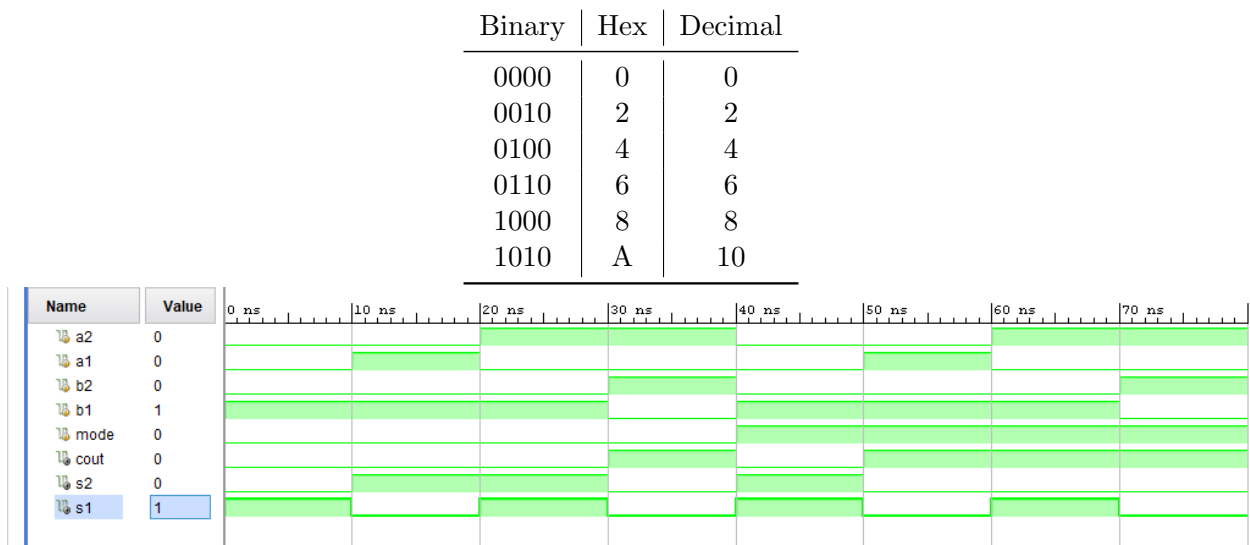 Binary Hex Decimal
0000 0 0
0010 2 2
0100 4 4
0110 6 6
1000 8 8
1010 A 10
Name Value 0 ns 10 ns 20 ns 30 ns 40 ns 50 ns 60 ns 70 ns
a2 0
a1 0
b2 0
b1 1
mode 0
cout 0
s2 0
s1 1